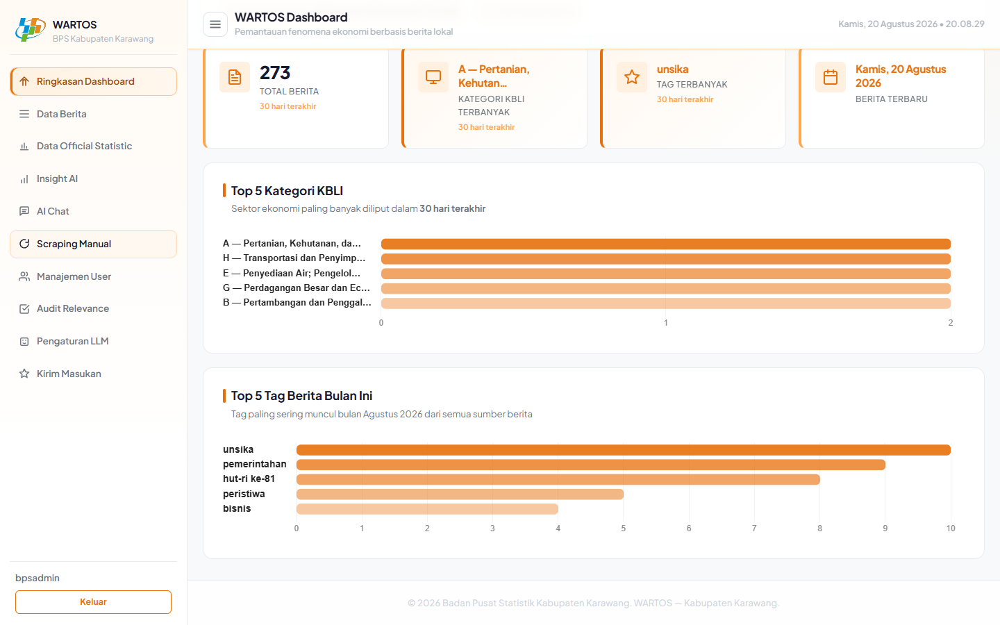 WARTOS
BPS Kabupaten Karawang
Ringkasan Dashboard
Data Berita
Data Official Statistic
Insight AI
AI Chat
Scraping Manual
Manajemen User
Audit Relevance
Pengaturan LLM
Kirim Masukan
bpsadmin
Keluar
WARTOS Dashboard
Pemantauan fenomena ekonomi berbasis berita lokal
Kamis, 20 Agustus 2026 • 20.08.29
273
TOTAL BERITA
30 hari terakhir
A — Pertanian,
Kehutan...
KATEGORI KBLI
TERBANYAK
30 hari terakhir
unsika
TAG TERBANYAK
30 hari terakhir
Kamis, 20 Agustus
2026
BERITA TERBARU
Top 5 Kategori KBLI
Sektor ekonomi paling banyak diliput dalam 30 hari terakhir
A — Pertanian, Kehutanan, da...
H — Transportasi dan Penyimp...
E — Penyediaan Air; Pengelol...
G — Perdagangan Besar dan Ec...
B — Pertambangan dan Penggal...
0 1 2
Top 5 Tag Berita Bulan Ini
Tag paling sering muncul bulan Agustus 2026 dari semua sumber berita
unsika
pemerintahan
hut-ri ke-81
peristiwa
bisnis
0 1 2 3 4 5 6 7 8 9 10
© 2026 Badan Pusat Statistik Kabupaten Karawang. WARTOS — Kabupaten Karawang.